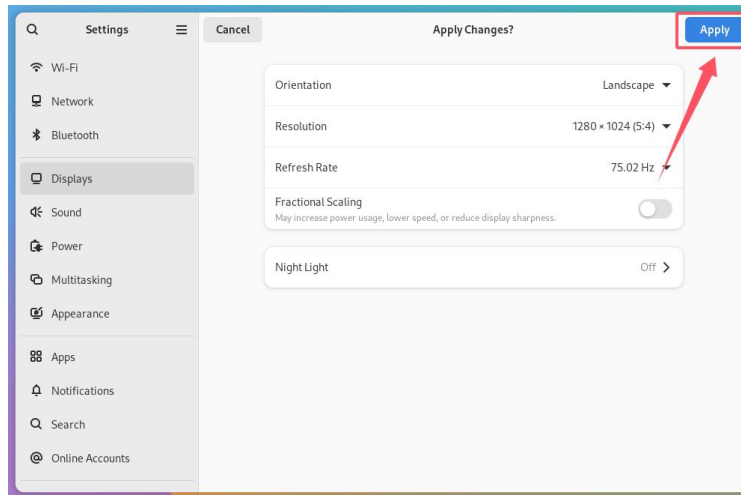 Settings
Cancel
Apply Changes?
Apply
Wi-Fi
Network
Bluetooth
Displays
Sound
Power
Multitasking
Appearance
Apps
Notifications
Search
Online Accounts
Orientation
Landscape
Resolution
1280 × 1024 (5:4)
Refresh Rate
75.02 Hz
Fractional Scaling
May increase power usage, lower speed, or reduce display sharpness.
Night Light
Off